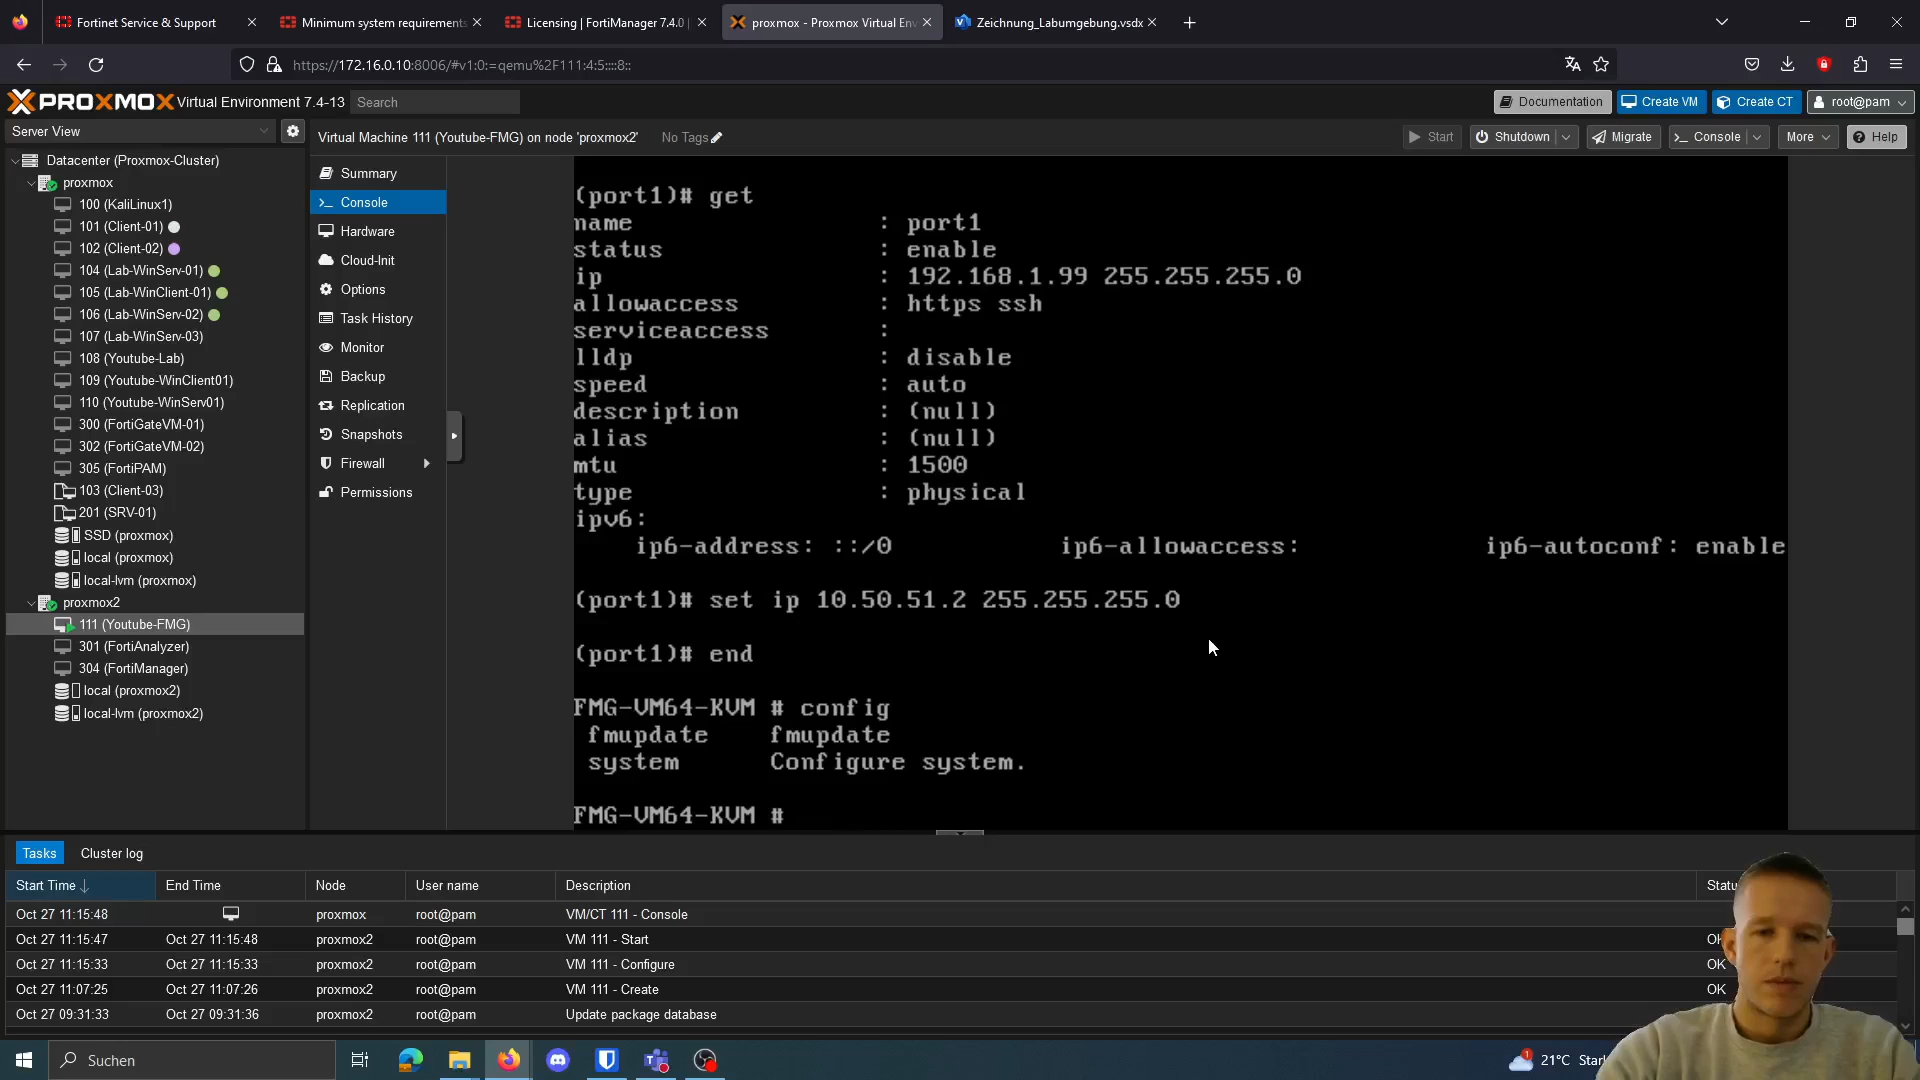 Fortinet Service & Support
Minimum system requirements
Licensing | FortiManager 7.4.0 |
proxmox - Proxmox Virtual En
Zeichnung_Labumgebung.vsdx
https://172.16.0.10:8006/#v1:0:=qemu%2F111:4:5::::8::
PROXMOX Virtual Environment 7.4-13
Search
Documentation
Create VM
Create CT
root@pam
Server View
Virtual Machine 111 (Youtube-FMG) on node 'proxmox2'
No Tags
Start
Shutdown
Migrate
Console
More
Help
Datacenter (Proxmox-Cluster)
proxmox
100 (KaliLinux1)
101 (Client-01)
102 (Client-02)
104 (Lab-WinServ-01)
105 (Lab-WinClient-01)
106 (Lab-WinServ-02)
107 (Lab-WinServ-03)
108 (Youtube-Lab)
109 (Youtube-WinClient01)
110 (Youtube-WinServ01)
300 (FortiGateVM-01)
302 (FortiGateVM-02)
305 (FortiPAM)
103 (Client-03)
201 (SRV-01)
SSD (proxmox)
local (proxmox)
local-lvm (proxmox)
proxmox2
111 (Youtube-FMG)
301 (FortiAnalyzer)
304 (FortiManager)
local (proxmox2)
local-lvm (proxmox2)
Summary
Console
Hardware
Cloud-Init
Options
Task History
Monitor
Backup
Replication
Snapshots
Firewall
Permissions
(port1)# get
name : port1
status : enable
ip : 192.168.1.99 255.255.255.0
allowaccess : https ssh
serviceaccess :
lldp : disable
speed : auto
description : (null)
alias : (null)
mtu : 1500
type : physical
ipv6:
ip6-address: ::/0 ip6-allowaccess: ip6-autoconf: enable
(port1)# set ip 10.50.51.2 255.255.255.0
(port1)# end
FMG-VM64-KVM # config
fmupdate fmupdate
system Configure system.
FMG-VM64-KVM #
Tasks
Cluster log
Start Time End Time Node User name Description Statu
Oct 27 11:15:48 proxmox root@pam VM/CT 111 - Console
Oct 27 11:15:47 Oct 27 11:15:48 proxmox2 root@pam VM 111 - Start OK
Oct 27 11:15:33 Oct 27 11:15:33 proxmox2 root@pam VM 111 - Configure OK
Oct 27 11:07:25 Oct 27 11:07:26 proxmox2 root@pam VM 111 - Create OK
Oct 27 09:31:33 Oct 27 09:31:36 proxmox2 root@pam Update package database
Suchen
1
21°C